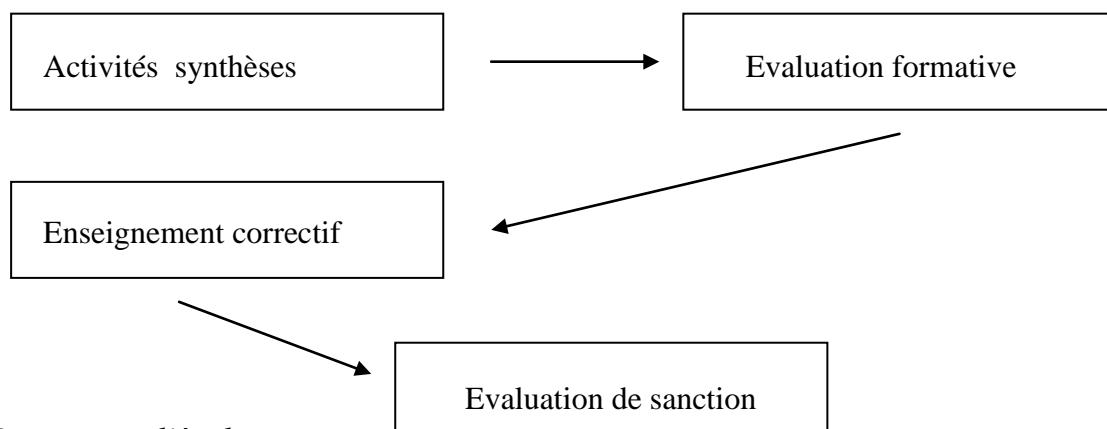 Activités synthèses
Evaluation formative
Enseignement correctif
Evaluation de sanction